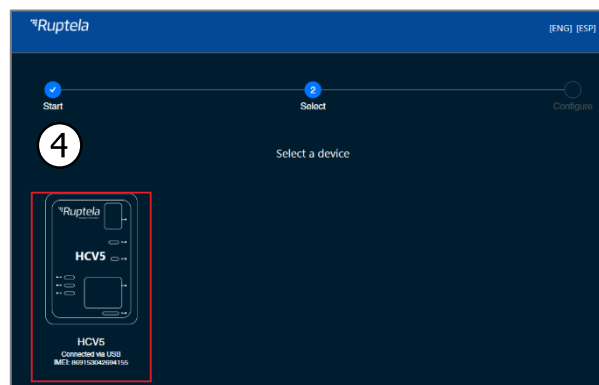 Ruptela
[ENG] [ESP]
2
Start
Select
Configure
4
Select a device
Ruptela
HCV5
HCV5
Connected via USB
IMEI: 869153042694155